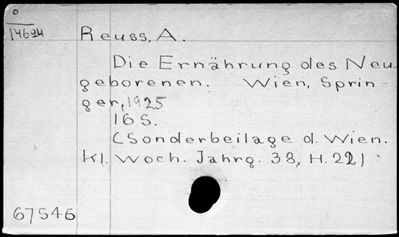 o
14624
Reuss, A.
Die Ernährung des Neu-
geborenen. Wien, Sprin-
ger, 1925
16 S.
(Sonderbeilage d. Wien.
kl. Woch. Jahrg. 38, H. 22)
67546